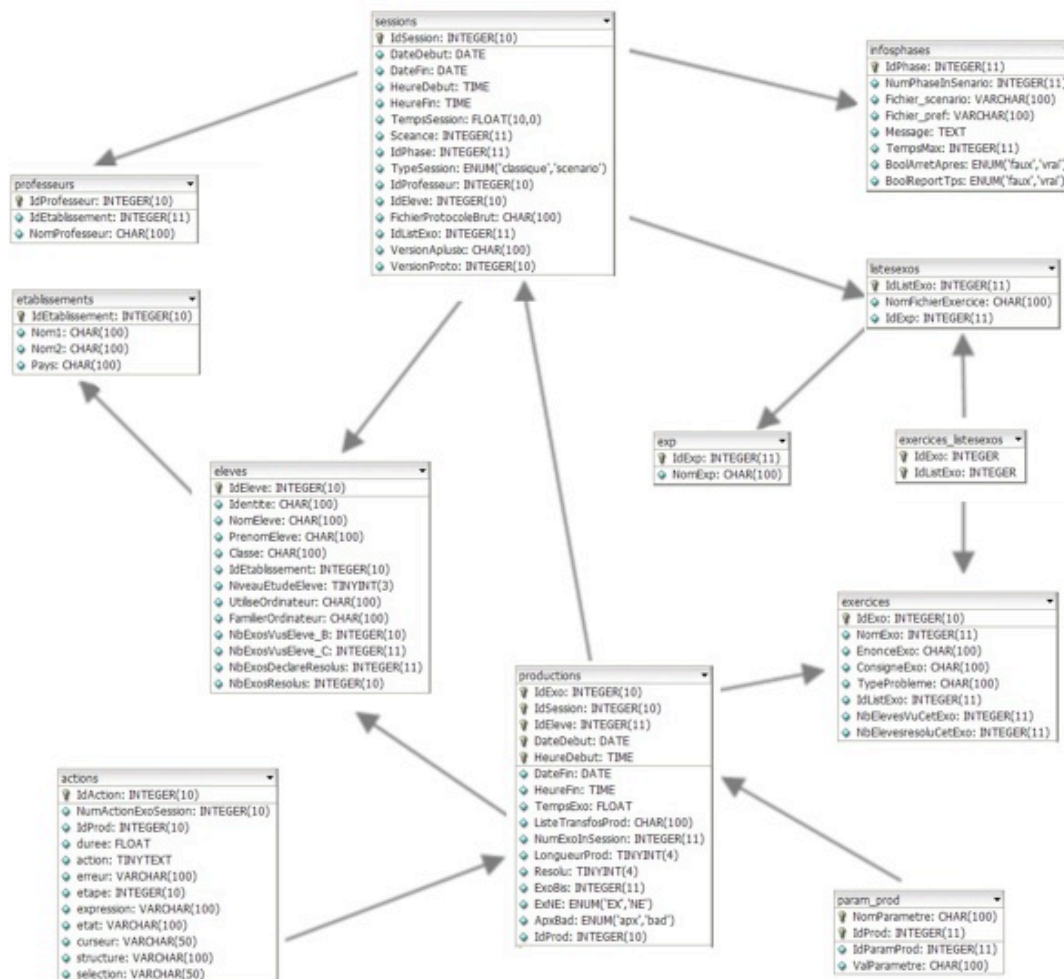 sessions
IdSession: INTEGER(10)
DateDebut: DATE
DateFin: DATE
HeureDebut: TIME
HeureFin: TIME
TempsSession: FLOAT(10,0)
Sceance: INTEGER(11)
IdPhase: INTEGER(11)
TypeSession: ENUM('classique','scenario')
IdProfesseur: INTEGER(10)
IdEleve: INTEGER(10)
FichierProtocoleBrut: CHAR(100)
IdListExo: INTEGER(11)
VersionAplusix: CHAR(100)
VersionProto: INTEGER(10)
infosphases
IdPhase: INTEGER(11)
NumPhaseInSenario: INTEGER(11)
Fichier_scenario: VARCHAR(100)
Fichier_pref: VARCHAR(100)
Message: TEXT
TempsMax: INTEGER(11)
BoolArretApres: ENUM('faux','vrai')
BoolReportTps: ENUM('faux','vrai')
professeurs
IdProfesseur: INTEGER(10)
IdEtablissement: INTEGER(11)
NomProfesseur: CHAR(100)
etablissements
IdEtablissement: INTEGER(10)
Nom1: CHAR(100)
Nom2: CHAR(100)
Pays: CHAR(100)
listesexos
IdListExo: INTEGER(11)
NomFichierExercice: CHAR(100)
IdExp: INTEGER(11)
exp
IdExp: INTEGER(11)
NomExp: CHAR(100)
exercices_listesexos
IdExo: INTEGER
IdListExo: INTEGER
eleves
IdEleve: INTEGER(10)
Identite: CHAR(100)
NomEleve: CHAR(100)
PrenomEleve: CHAR(100)
Classe: CHAR(100)
IdEtablissement: INTEGER(10)
NiveauEtudeEleve: TINYINT(3)
UtiliseOrdinateur: CHAR(100)
FamilierOrdinateur: CHAR(100)
NbExosVusEleve_B: INTEGER(10)
NbExosVusEleve_C: INTEGER(11)
NbExosDeclareResolus: INTEGER(11)
NbExosResolus: INTEGER(10)
exercices
IdExo: INTEGER(10)
NomExo: INTEGER(11)
EnonceExo: CHAR(100)
ConsigneExo: CHAR(100)
TypeProbleme: CHAR(100)
IdListExo: INTEGER(11)
NbElevesVuCetExo: INTEGER(11)
NbElevesresoluCetExo: INTEGER(11)
productions
IdExo: INTEGER(10)
IdSession: INTEGER(10)
IdEleve: INTEGER(11)
DateDebut: DATE
HeureDebut: TIME
DateFin: DATE
HeureFin: TIME
TempsExo: FLOAT
ListeTransfosProd: CHAR(100)
NumExoInSession: INTEGER(11)
LongueurProd: TINYINT(4)
Resolu: TINYINT(4)
ExoBis: INTEGER(11)
ExNE: ENUM('EX','NE')
ApxBad: ENUM('apx','bad')
IdProd: INTEGER(10)
actions
IdAction: INTEGER(10)
NumActionExoSession: INTEGER(10)
IdProd: INTEGER(10)
duree: FLOAT
action: TINYTEXT
erreur: VARCHAR(100)
etape: INTEGER(10)
expression: VARCHAR(100)
etat: VARCHAR(100)
curseur: VARCHAR(50)
structure: VARCHAR(100)
selection: VARCHAR(50)
param_prod
NomParametre: CHAR(100)
IdProd: INTEGER(11)
IdParamProd: INTEGER(11)
ValParametre: CHAR(100)